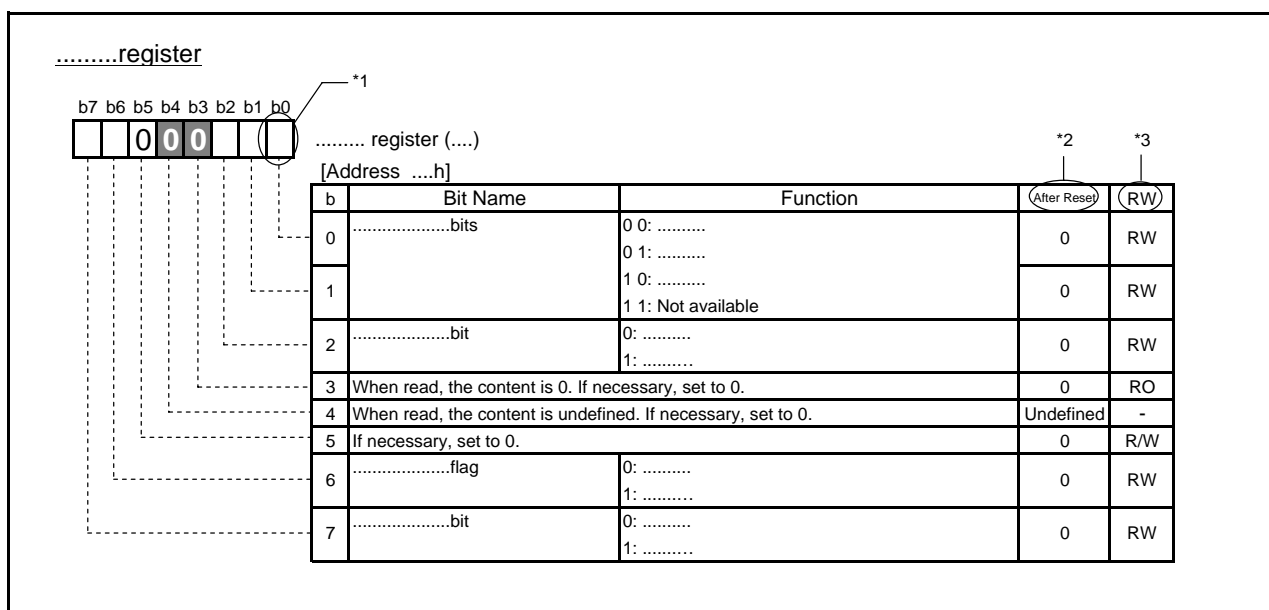 .........register
*1
b7 b6 b5 b4 b3 b2 b1 b0
0 0 0
......... register (....)
*2 *3
[Address ....h]
b Bit Name Function After Reset RW
0 ....................bits 0 0: .......... 0 RW
0 1: ..........
1 1 0: .......... 0 RW
1 1: Not available
2 ....................bit 0: .......... 0 RW
1: ..........
3 When read, the content is 0. If necessary, set to 0. 0 RO
4 When read, the content is undefined. If necessary, set to 0. Undefined -
5 If necessary, set to 0. 0 R/W
6 ....................flag 0: .......... 0 RW
1: ..........
7 ....................bit 0: .......... 0 RW
1: ..........